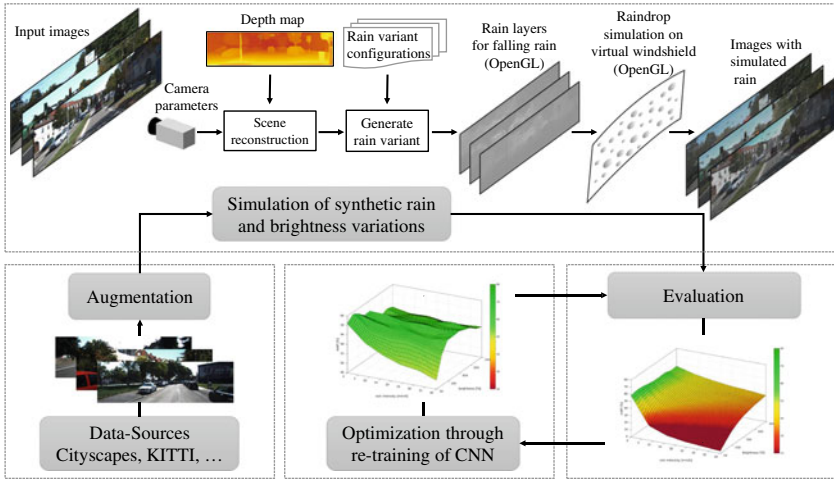 Input images
Depth map
Rain variant
configurations
Rain layers
for falling rain
(OpenGL)
Raindrop
simulation on
virtual windshield
(OpenGL)
Images with
simulated
rain
Camera
parameters
Scene
reconstruction
Generate
rain variant
Simulation of synthetic rain
and brightness variations
Augmentation
Evaluation
Data-Sources
Cityscapes, KITTI, …
Optimization through
re-training of CNN